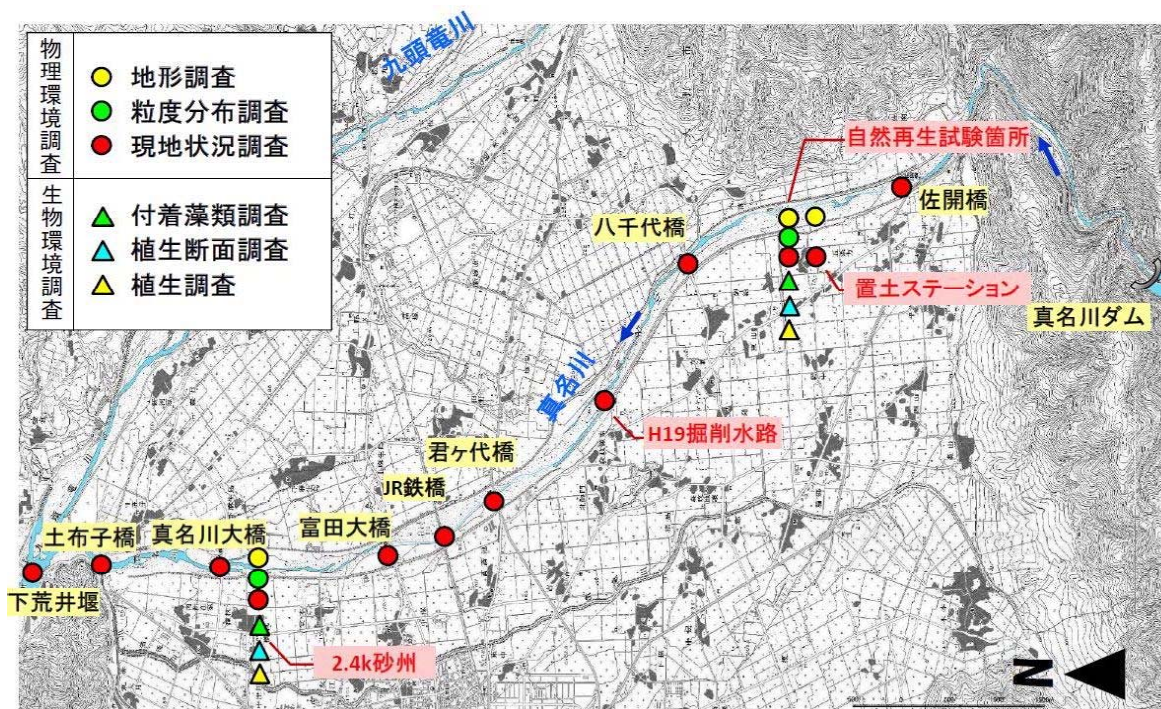 物理環境調査
地形調査
粒度分布調査
現地状況調査
生物環境調査
付着藻類調査
植生断面調査
植生調査
九頭竜川
自然再生試験箇所
佐開橋
八千代橋
置土ステーション
真名川ダム
真名川
H19掘削水路
君ヶ代橋
JR鉄橋
富田大橋
真名川大橋
土布子橋
下荒井堰
2.4k砂州
N